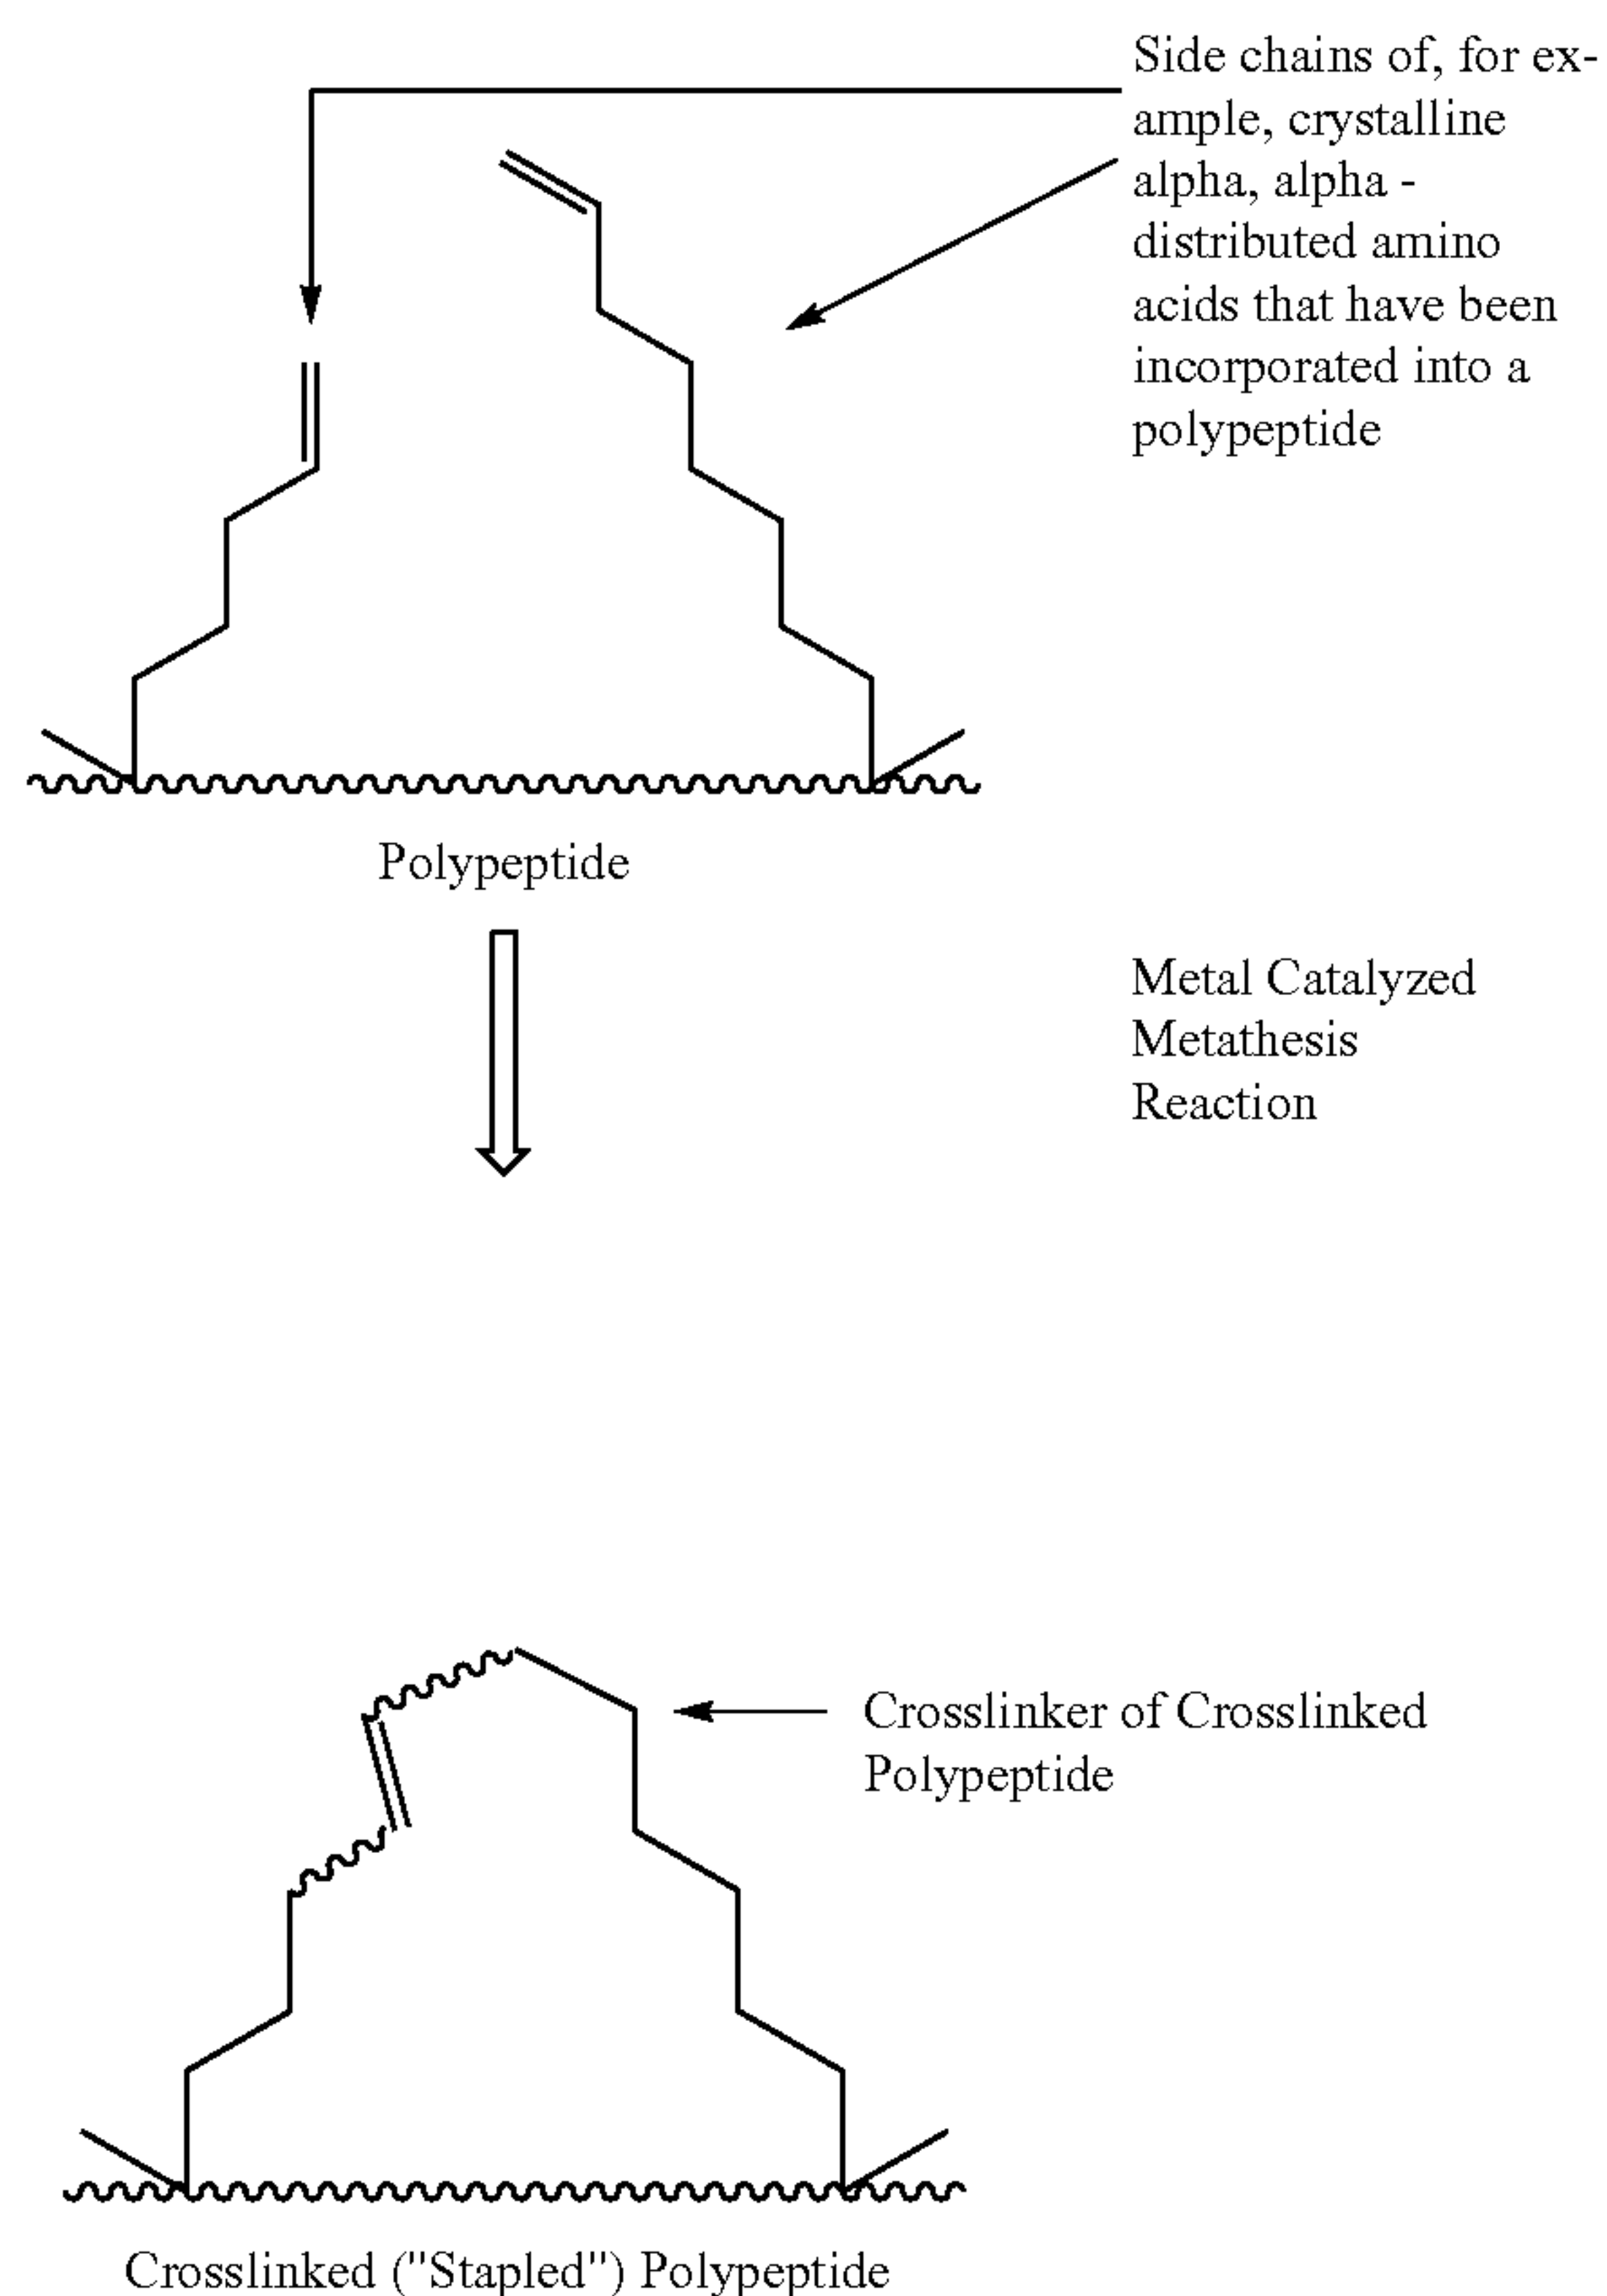 Side chains of, for ex-
ample, crystalline
alpha, alpha -
distributed amino
acids that have been
incorporated into a
polypeptide
Polypeptide
Metal Catalyzed
Metathesis
Reaction
Crosslinker of Crosslinked
Polypeptide
Crosslinked ("Stapled") Polypeptide